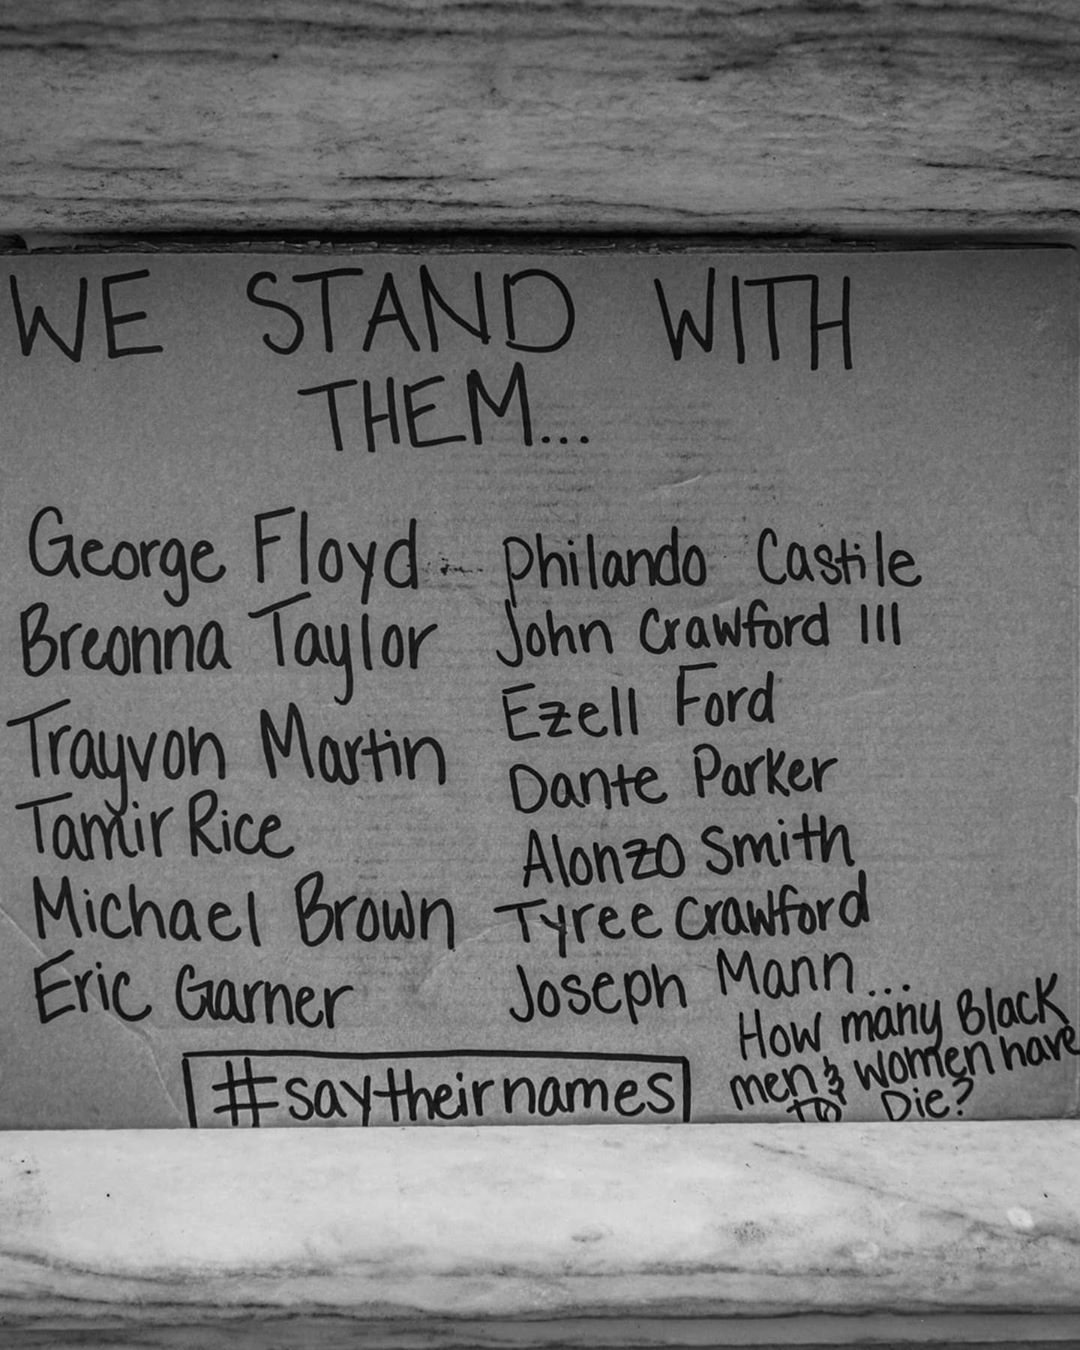 WE STAND WITH
THEM...
George Floyd
Breonna Taylor
Trayvon Martin
Tamir Rice
Michael Brown
Eric Garner
Philando Castile
John Crawford III
Ezell Ford
Dante Parker
Alonzo Smith
Tyree Crawford
Joseph Mann...
#saytheirnames
How many Black
men & women have
to Die?